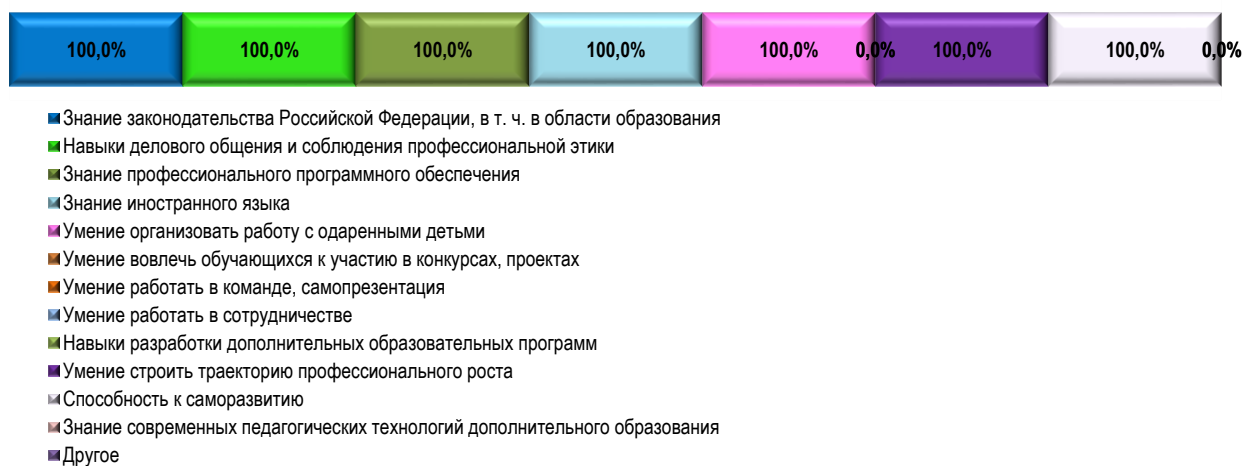 100,0% 100,0% 100,0% 100,0% 100,0% 0,0% 100,0% 100,0% 0,0%
Знание законодательства Российской Федерации, в т. ч. в области образования
Навыки делового общения и соблюдения профессиональной этики
Знание профессионального программного обеспечения
Знание иностранного языка
Умение организовать работу с одаренными детьми
Умение вовлечь обучающихся к участию в конкурсах, проектах
Умение работать в команде, самопрезентация
Умение работать в сотрудничестве
Навыки разработки дополнительных образовательных программ
Умение строить траекторию профессионального роста
Способность к саморазвитию
Знание современных педагогических технологий дополнительного образования
Другое